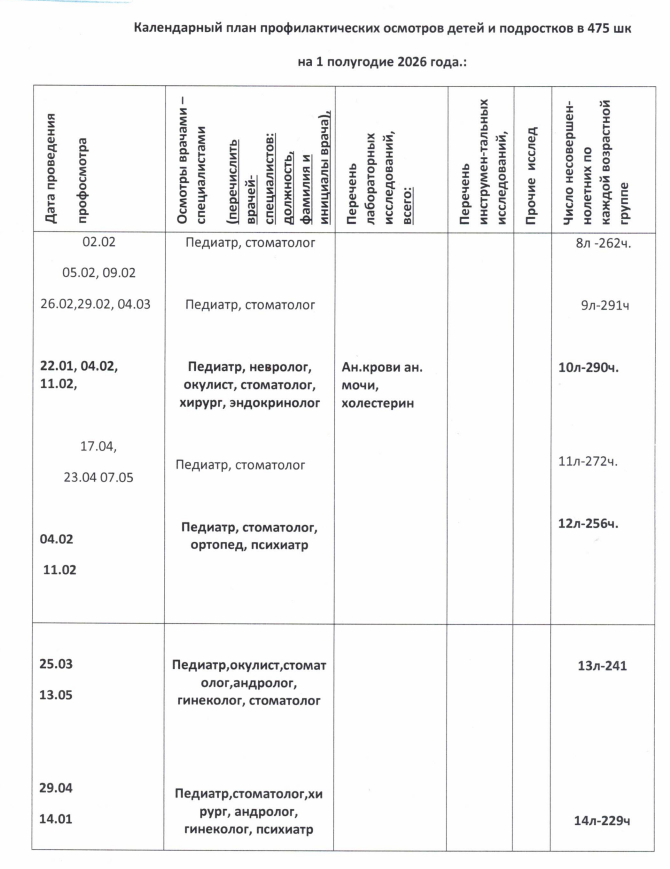 Календарный план профилактических осмотров детей и подростков в 475 шк
на 1 полугодие 2026 года.:
Дата проведения
профосмотра
Осмотры врачами –
специалистами
(перечислить
врачей-
специалистов:
должность,
фамилия и
инициалы врача),
Перечень
лабораторных
исследований,
всего:
Перечень
инструмен-тальных
исследований,
Прочие исслед
Число несовершен-
нолетних по
каждой возрастной
группе
02.02
Педиатр, стоматолог
8л -262ч.
05.02, 09.02
26.02,29.02, 04.03
Педиатр, стоматолог
9л-291ч
22.01, 04.02,
11.02,
Педиатр, невролог,
окулист, стоматолог,
хирург, эндокринолог
Ан.крови ан.
мочи,
холестерин
10л-290ч.
17.04,
23.04 07.05
Педиатр, стоматолог
11л-272ч.
04.02
11.02
Педиатр, стоматолог,
ортопед, психиатр
12л-256ч.
25.03
13.05
Педиатр,окулист,стомат
олог,андролог,
гинеколог, стоматолог
13л-241
29.04
14.01
Педиатр,стоматолог,хи
рург, андролог,
гинеколог, психиатр
14л-229ч